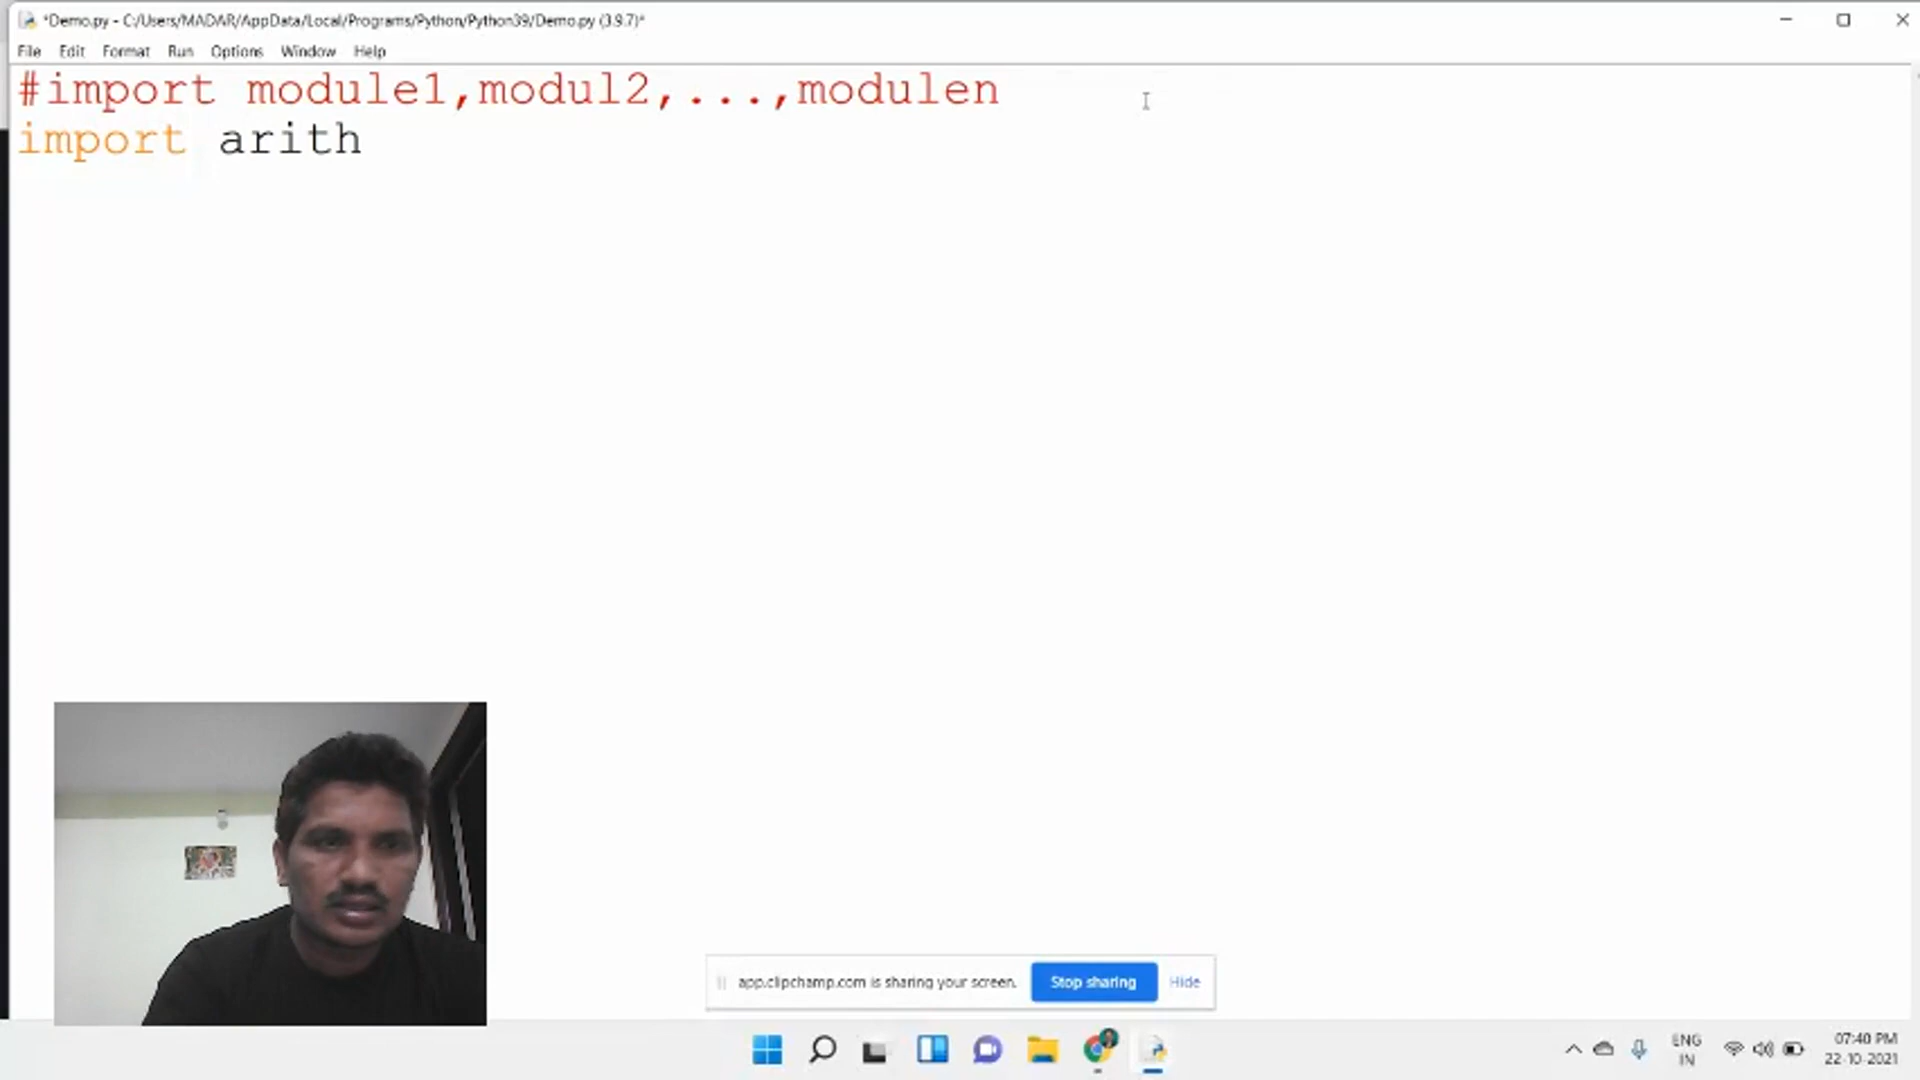 *Demo.py - C:/Users/MADAR/AppData/Local/Programs/Python/Python39/Demo.py (3.9.7)*
File Edit Format Run Options Window Help
#import module1,modul2,...,modulen
import arith
app.clipchamp.com is sharing your screen. Stop sharing Hide
ENG
IN
07:40 PM
22-10-2021